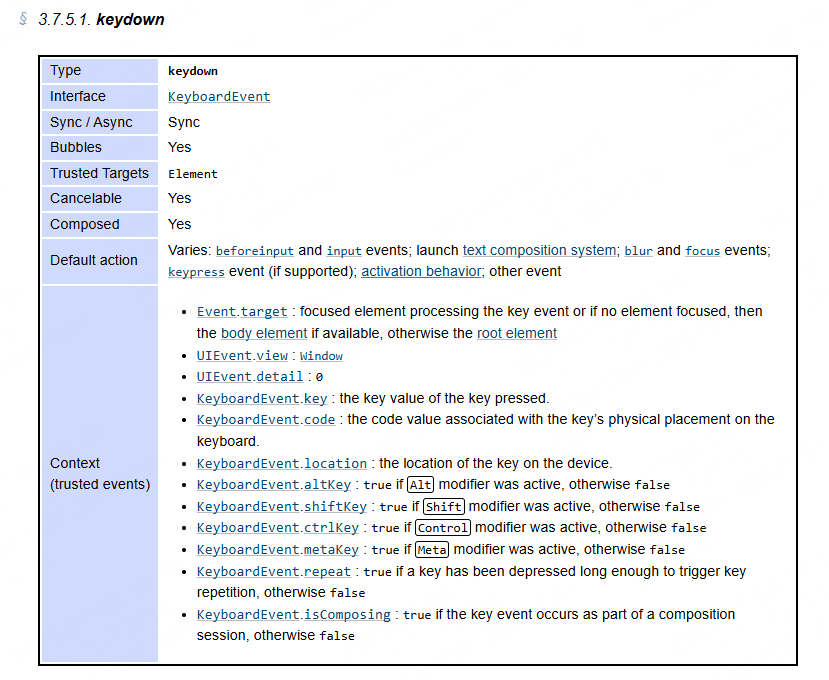 § 3.7.5.1. keydown
Type keydown
Interface KeyboardEvent
Sync / Async Sync
Bubbles Yes
Trusted Targets Element
Cancelable Yes
Composed Yes
Default action Varies: beforeinput and input events; launch text composition system; blur and focus events;
keypress event (if supported); activation behavior; other event
Context
(trusted events)
• Event.target : focused element processing the key event or if no element focused, then
the body element if available, otherwise the root element
• UIEvent.view : Window
• UIEvent.detail : 0
• KeyboardEvent.key : the key value of the key pressed.
• KeyboardEvent.code : the code value associated with the key’s physical placement on the
keyboard.
• KeyboardEvent.location : the location of the key on the device.
• KeyboardEvent.altKey : true if Alt modifier was active, otherwise false
• KeyboardEvent.shiftKey : true if Shift modifier was active, otherwise false
• KeyboardEvent.ctrlKey : true if Control modifier was active, otherwise false
• KeyboardEvent.metaKey : true if Meta modifier was active, otherwise false
• KeyboardEvent.repeat : true if a key has been depressed long enough to trigger key
repetition, otherwise false
• KeyboardEvent.isComposing : true if the key event occurs as part of a composition
session, otherwise false